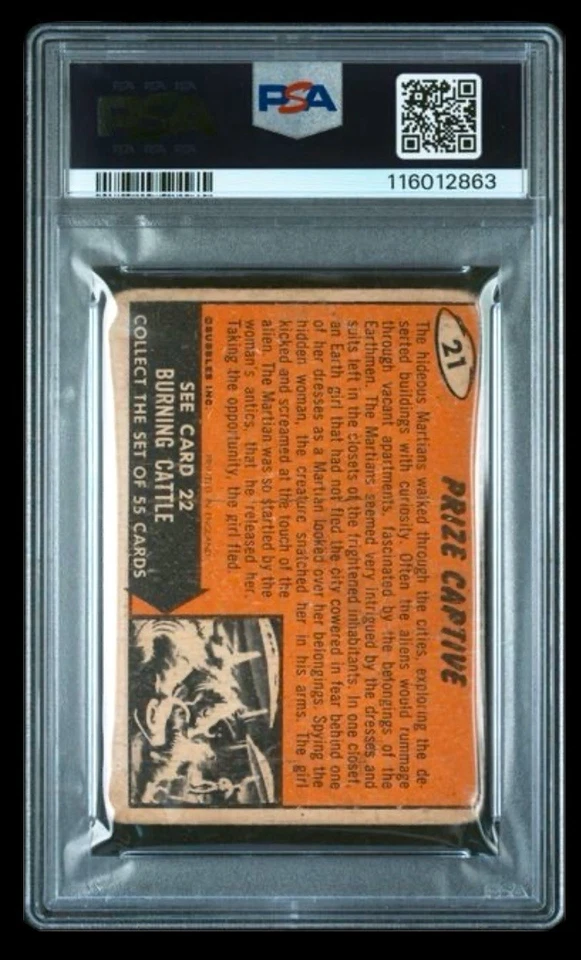 PSA
116012863
21
PRIZE CAPTIVE
The hideous Martians walked through the cities, exploring the de-
serted buildings with curiosity. Often the aliens would rummage
through vacant apartments, fascinated by the belongings of the
Earthmen. The Martians seemed very intrigued by the dresses and
suits left in the closets of the frightened inhabitants. In one closet,
an Earth girl that had not fled the city cowered in fear behind one
of her dresses as a Martian looked over her belongings. Spying the
hidden woman, the creature snatched her in his arms. The girl
kicked and screamed at the touch of the
alien. The Martian was so startled by the
woman's antics, that he released her.
Taking the opportunity, the girl fled.
©BUBBLES INC.
SEE CARD 22
BURNING CATTLE
COLLECT THE SET OF 55 CARDS